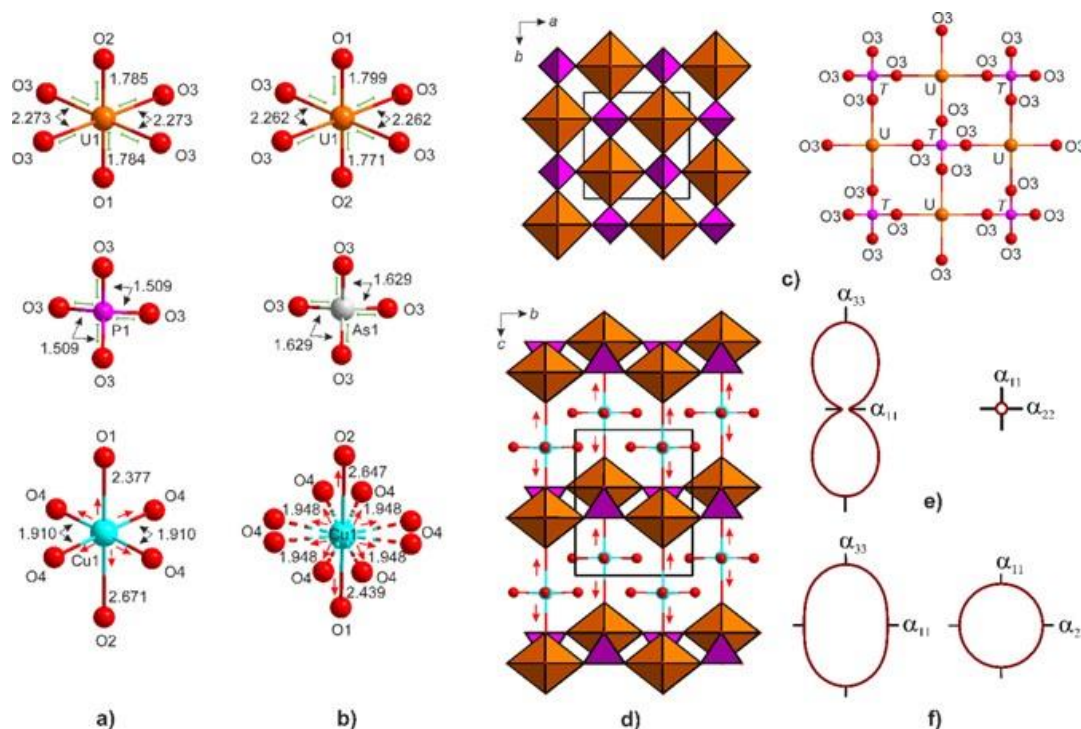 O2
O3
1.785
O3
2.273
2.273
O3
U1
O3
1.784
O1
O3
1.509
O3
O3
P1
1.509
O3
O1
2.377
O4
O4
1.910
1.910
Cu1
O4
O4
2.671
O2
a)
O1
O3
1.799
O3
2.262
2.262
O3
U1
O3
1.771
O2
O3
1.629
O3
O3
As1
1.629
O3
O2
2.647
O4
O4
O4
1.948
1.948
O4
Cu1
O4
O4
1.948
1.948
O4
O4
2.439
O1
b)
a
b
b
c
d)
O3
O3
O3
O3
O3
O3
O3
T
U
T
O3
O3
O3
U
O3
O3
O3
T
O3
U
O3
O3
O3
O3
T
U
T
O3
O3
O3
O3
O3
O3
O3
c)
α33
α11
α11
α22
e)
α33
α11
α11
f)